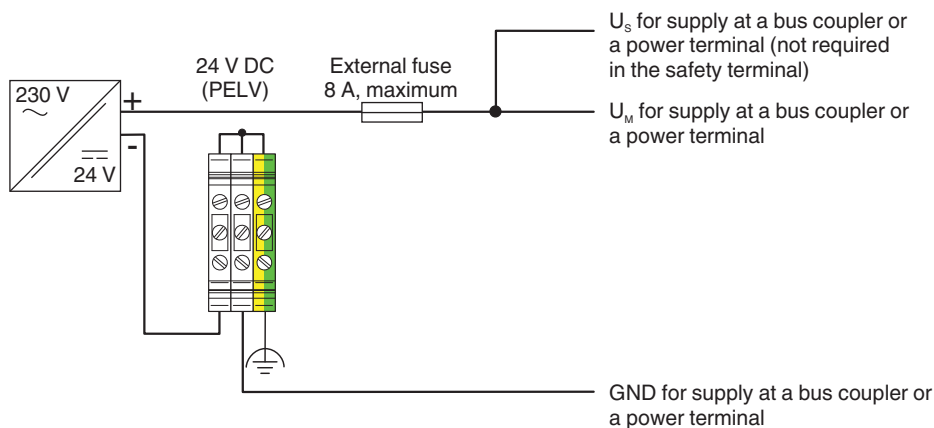 U_S for supply at a bus coupler or
a power terminal (not required
in the safety terminal)
24 V DC
(PELV)
External fuse
8 A, maximum
230 V
+
U_M for supply at a bus coupler or
a power terminal
-
24 V
GND for supply at a bus coupler or
a power terminal